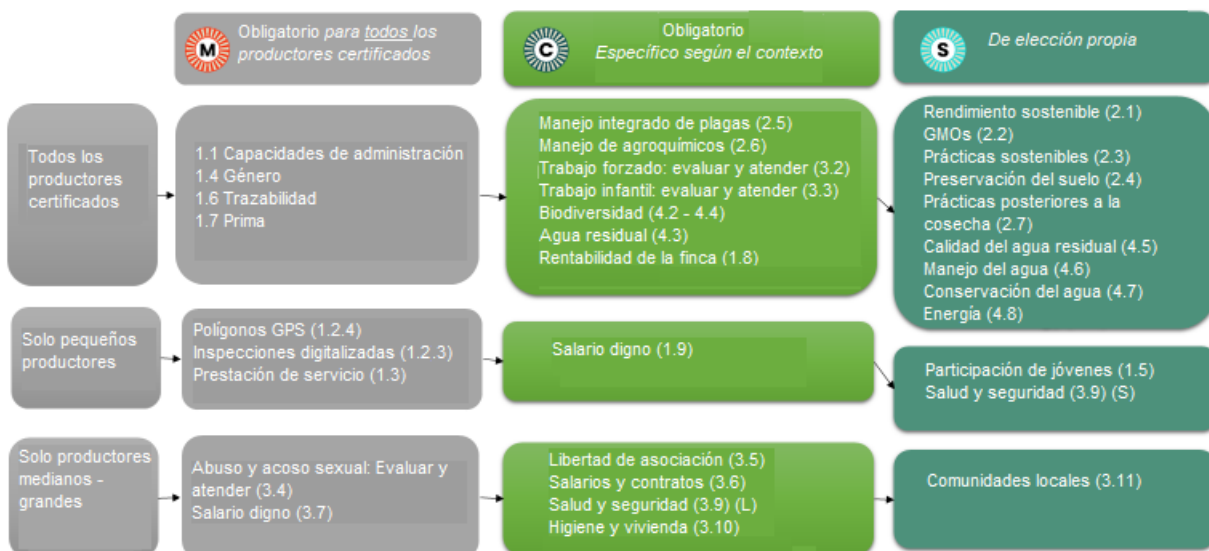 M
Obligatorio para todos los
productores certificados
C
Obligatorio
Específico según el contexto
S
De elección propia
Todos los
productores
certificados
1.1 Capacidades de administración
1.4 Género
1.6 Trazabilidad
1.7 Prima
Manejo integrado de plagas (2.5)
Manejo de agroquímicos (2.6)
Trabajo forzado: evaluar y atender (3.2)
Trabajo infantil: evaluar y atender (3.3)
Biodiversidad (4.2 - 4.4)
Agua residual (4.3)
Rentabilidad de la finca (1.8)
Rendimiento sostenible (2.1)
GMOs (2.2)
Prácticas sostenibles (2.3)
Preservación del suelo (2.4)
Prácticas posteriores a la
cosecha (2.7)
Calidad del agua residual (4.5)
Manejo del agua (4.6)
Conservación del agua (4.7)
Energía (4.8)
Solo pequeños
productores
Polígonos GPS (1.2.4)
Inspecciones digitalizadas (1.2.3)
Prestación de servicio (1.3)
Salario digno (1.9)
Participación de jóvenes (1.5)
Salud y seguridad (3.9) (S)
Solo productores
medianos -
grandes
Abuso y acoso sexual: Evaluar y
atender (3.4)
Salario digno (3.7)
Libertad de asociación (3.5)
Salarios y contratos (3.6)
Salud y seguridad (3.9) (L)
Higiene y vivienda (3.10)
Comunidades locales (3.11)